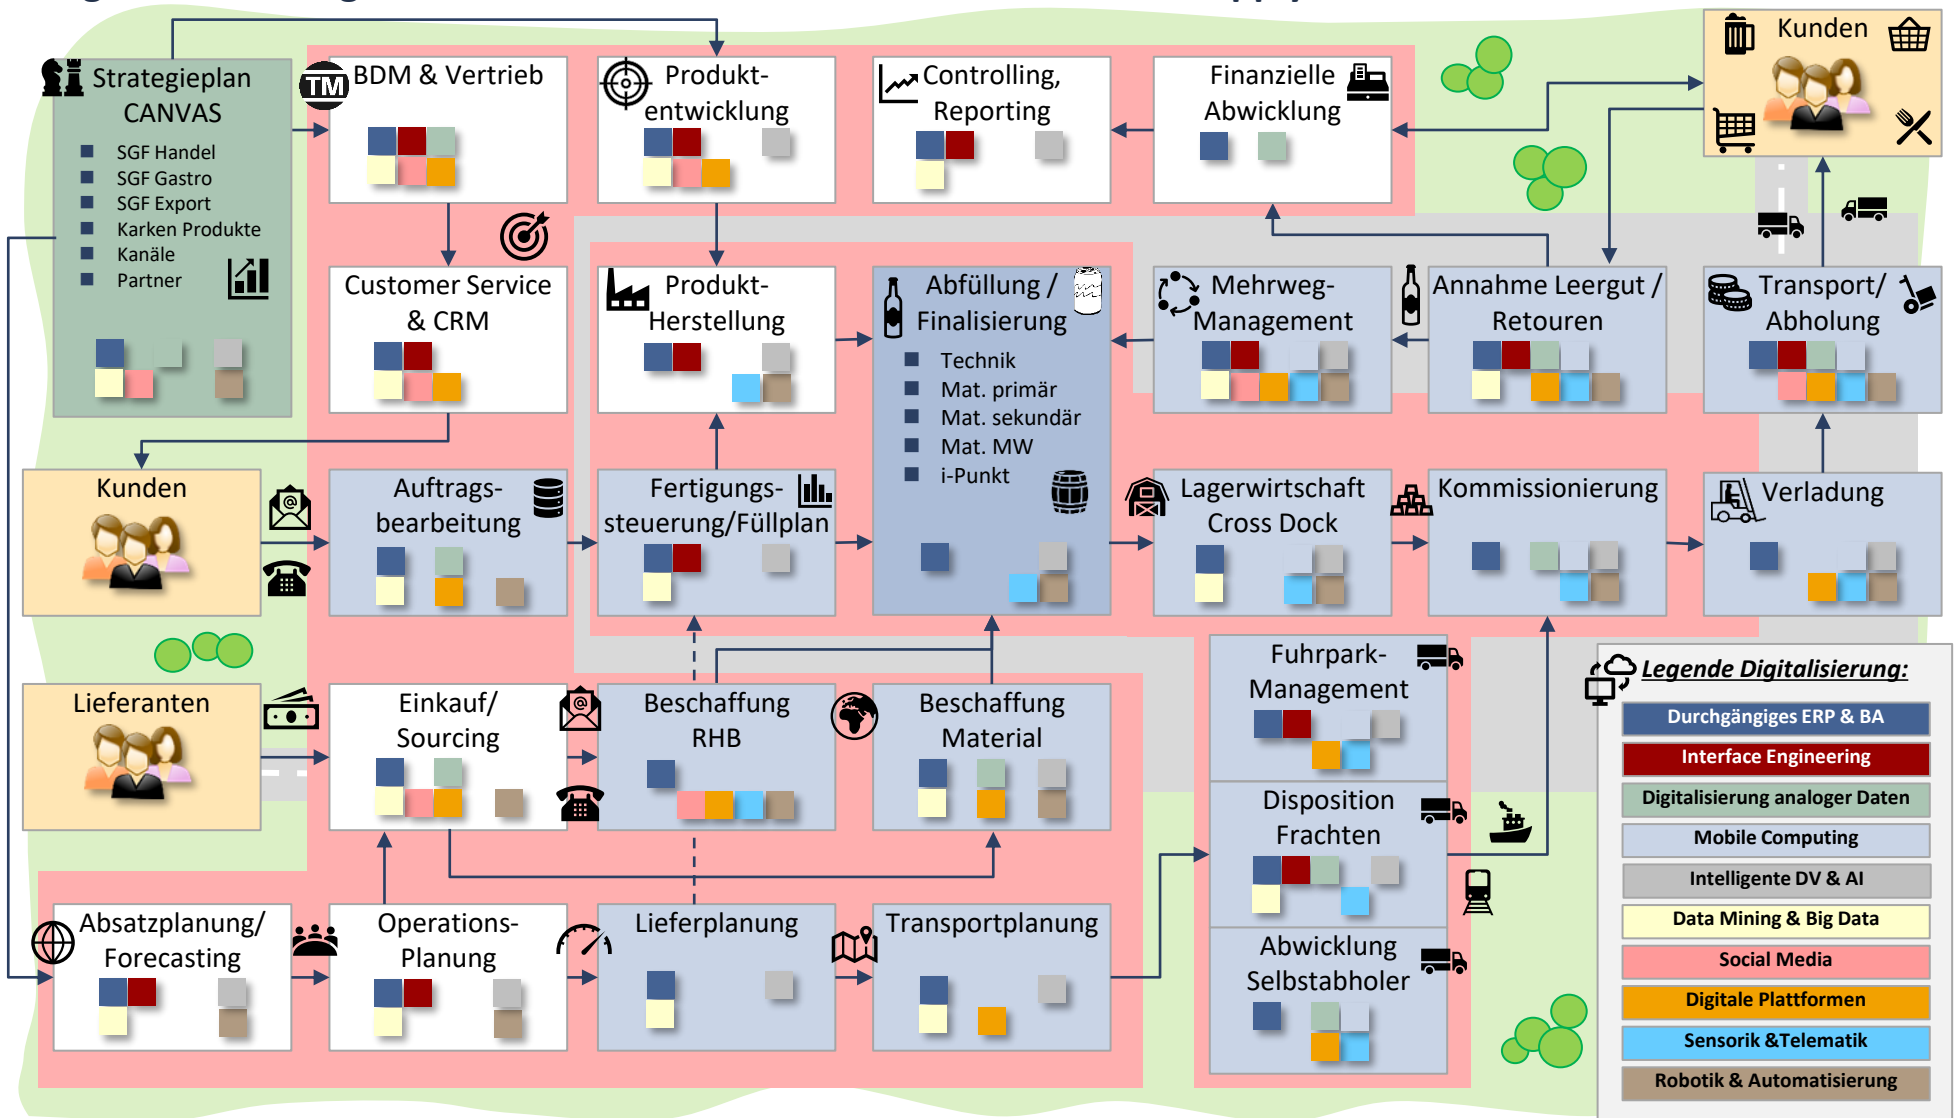 Strategieplan
CANVAS
SGF Handel
SGF Gastro
SGF Export
Karken Produkte
Kanäle
Partner
TM
BDM & Vertrieb
Produkt-
entwicklung
Controlling,
Reporting
Finanzielle
Abwicklung
Kunden
Customer Service
& CRM
Produkt-
Herstellung
Abfüllung /
Finalisierung
Technik
Mat. primär
Mat. sekundär
Mat. MW
i-Punkt
Mehrweg-
Management
Annahme Leergut /
Retouren
Transport/
Abholung
Kunden
@
Auftrags-
bearbeitung
Fertigungs-
steuerung/Füllplan
Lagerwirtschaft
Cross Dock
Kommissionierung
Verladung
Lieferanten
Einkauf/
Sourcing
@
Beschaffung
RHB
Beschaffung
Material
Fuhrpark-
Management
Disposition
Frachten
Abwicklung
Selbstabholer
Absatzplanung/
Forecasting
Operations-
Planung
Lieferplanung
Transportplanung
Legende Digitalisierung:
Durchgängiges ERP & BA
Interface Engineering
Digitalisierung analoger Daten
Mobile Computing
Intelligente DV & AI
Data Mining & Big Data
Social Media
Digitale Plattformen
Sensorik &Telematik
Robotik & Automatisierung